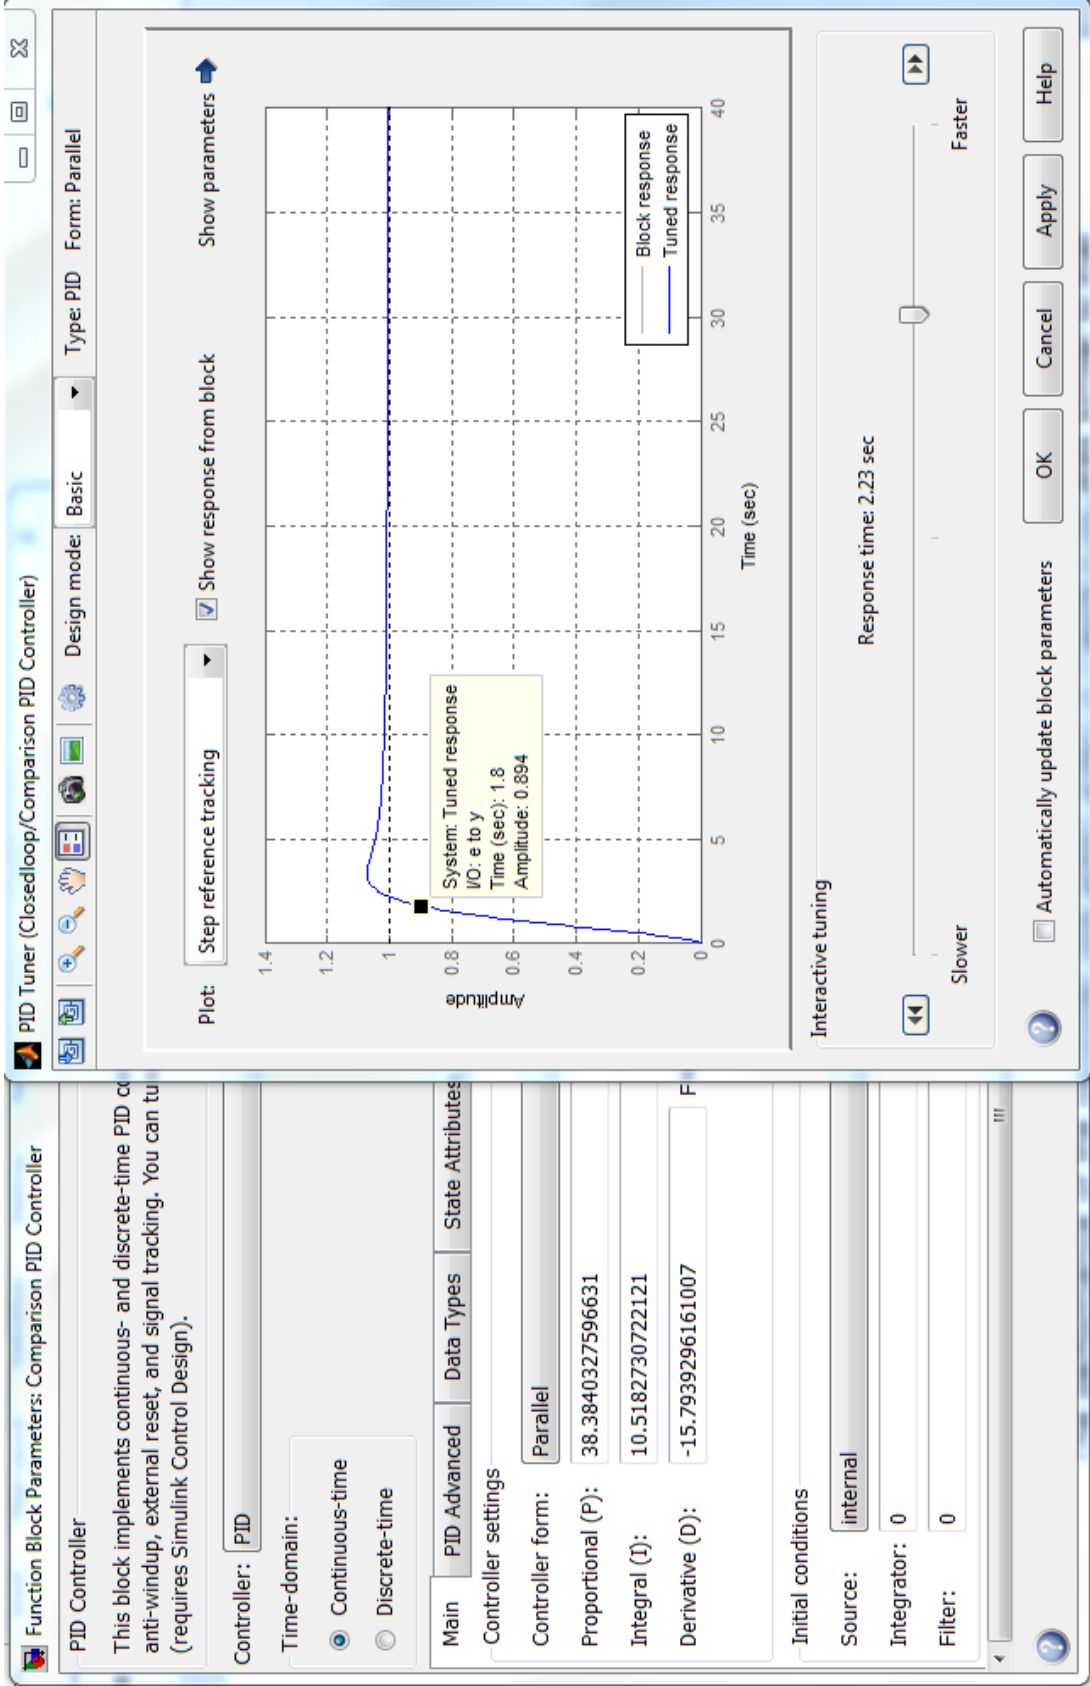 Function Block Parameters: Comparison PID Controller
PID Controller
This block implements continuous- and discrete-time PID co
anti-windup, external reset, and signal tracking. You can tu
(requires Simulink Control Design).
Controller: PID
Time-domain:
Continuous-time
Discrete-time
Main PID Advanced Data Types State Attributes
Controller settings
Controller form: Parallel
Proportional (P): 38.3840327596631
Integral (I): 10.5182730722121
Derivative (D): -15.7939296161007 F
Initial conditions
Source: internal
Integrator: 0
Filter: 0
PID Tuner (Closedloop/Comparison PID Controller)
Design mode: Basic Type: PID Form: Parallel
Plot: Step reference tracking Show response from block Show parameters
1.4
1.2
1
0.8
0.6
0.4
0.2
0
Amplitude
System: Tuned response
I/O: e to y
Time (sec): 1.8
Amplitude: 0.894
Block response
Tuned response
0 5 10 15 20 25 30 35 40
Time (sec)
Interactive tuning
Response time: 2.23 sec
Slower Faster
Automatically update block parameters OK Cancel Apply Help